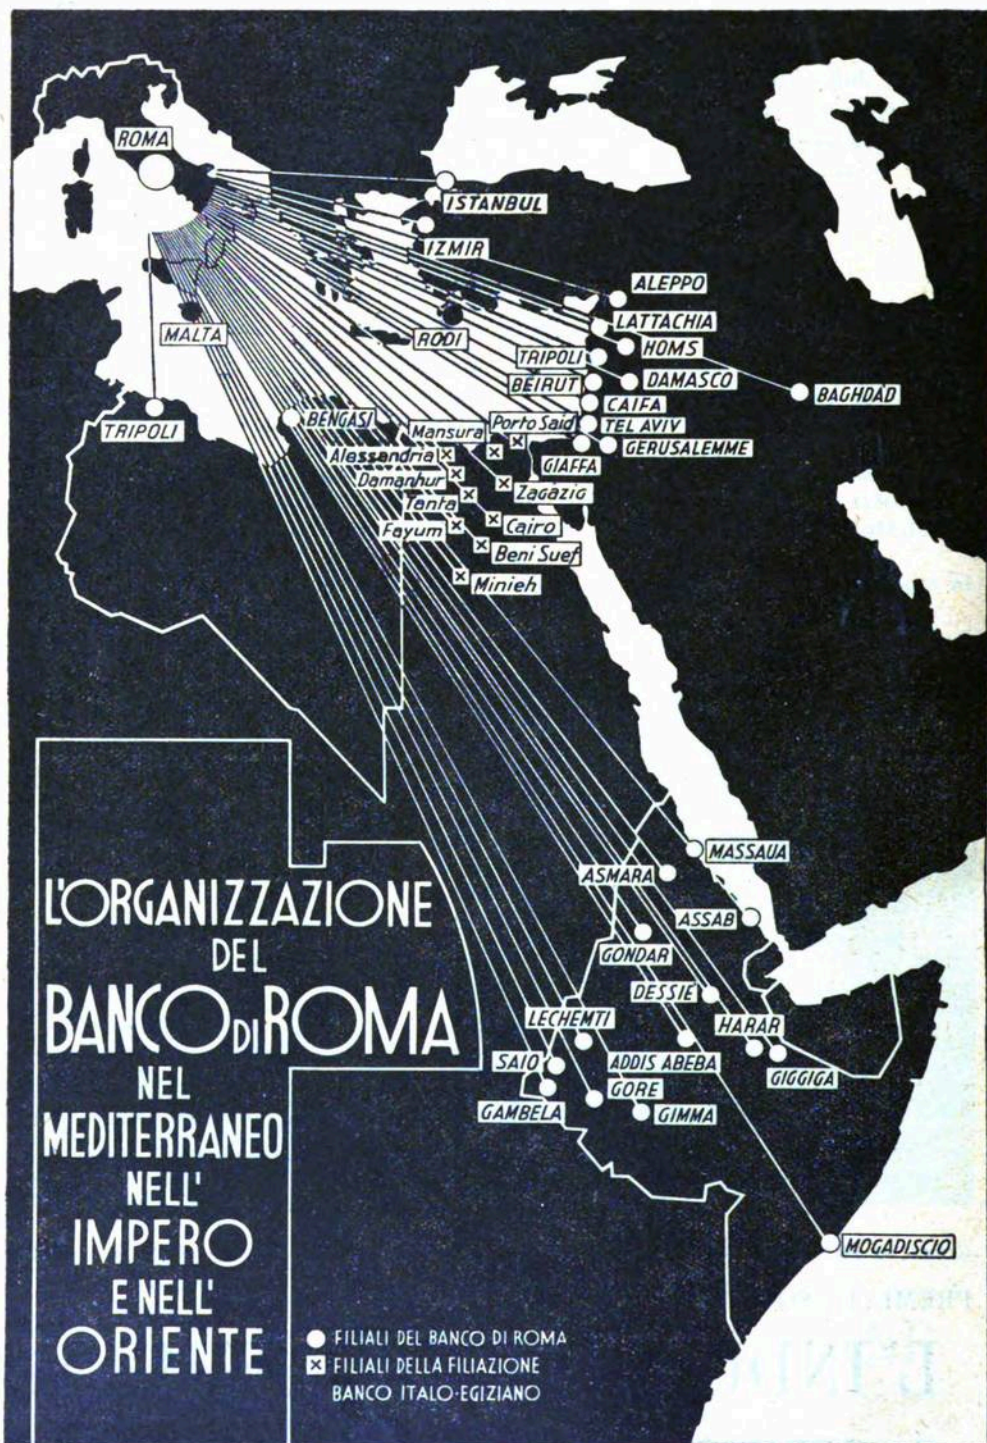 ROMA
ISTANBUL
IZMIR
ALEPPO
LATTACHIA
MALTA
RODI
HOMS
TRIPOLI
BEIRUT
DAMASCO
BAGHDAD
CAIFA
TRIPOLI
BENGASI
Mansura
Porto Said
TEL AVIV
GERUSALEMME
Alessandria
GIAFFA
Damanhur
Zagazig
Tanta
Fayum
Cairo
Beni Suef
Minieh
MASSAUA
ASMARA
ASSAB
GONDAR
DESSIE
LECHEMTI
HARAR
SAIO
ADDIS ABEBA
GIGGIGA
GAMBELA
GORE
GIMMA
MOGADISCIO
L'ORGANIZZAZIONE
DEL
BANCO DI ROMA
NEL
MEDITERRANEO
NELL'
IMPERO
E NELL'
ORIENTE
FILIALI DEL BANCO DI ROMA
FILIALI DELLA FILIAZIONE
BANCO ITALO-EGIZIANO